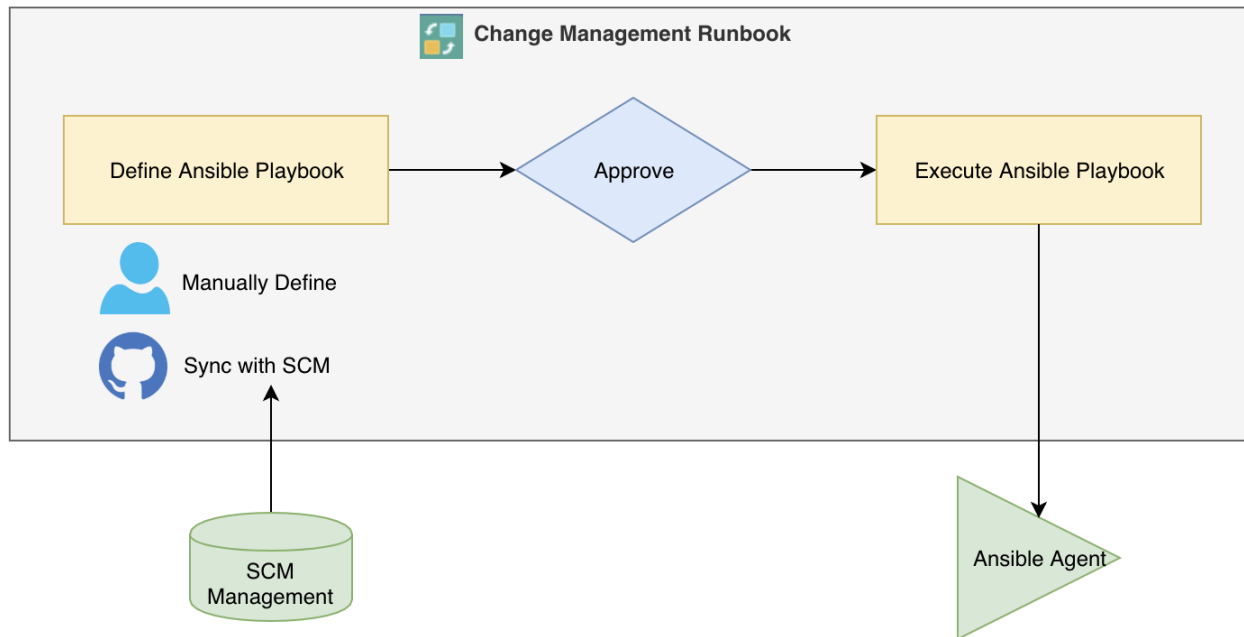 Change Management Runbook
Define Ansible Playbook
Approve
Execute Ansible Playbook
Manually Define
Sync with SCM
SCM
Management
Ansible Agent